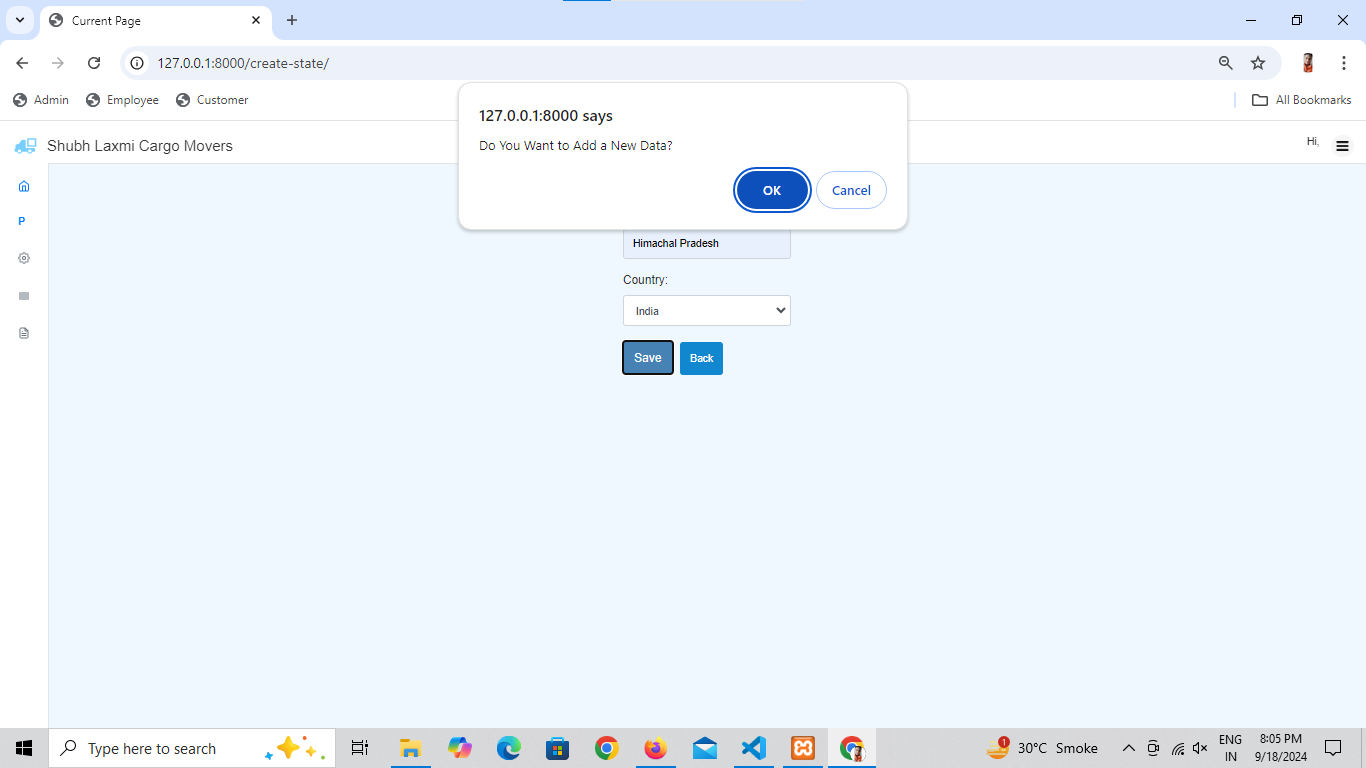 Current Page
127.0.0.1:8000/create-state/
Admin Employee Customer All Bookmarks
127.0.0.1:8000 says
Do You Want to Add a New Data?
OK Cancel
Shubh Laxmi Cargo Movers Hi,
P
Himachal Pradesh
Country:
India
Save Back
Type here to search
1
30°C Smoke
ENG
IN
8:05 PM
9/18/2024